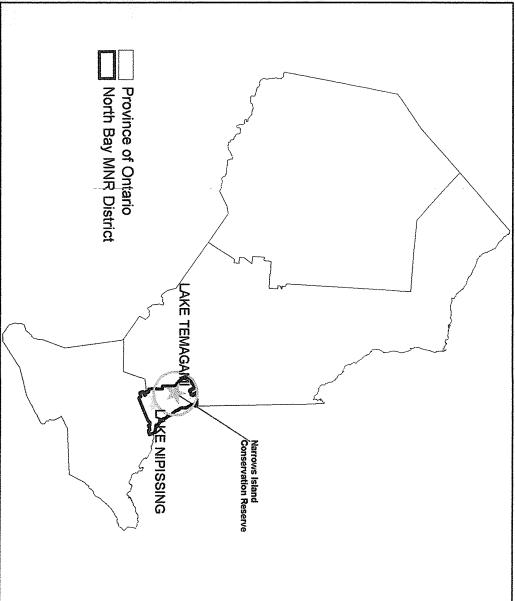 Province of Ontario
North Bay MNR District
LAKE TEMAGAMI
LAKE NIPISSING
Narrows Island
Conservation Reserve